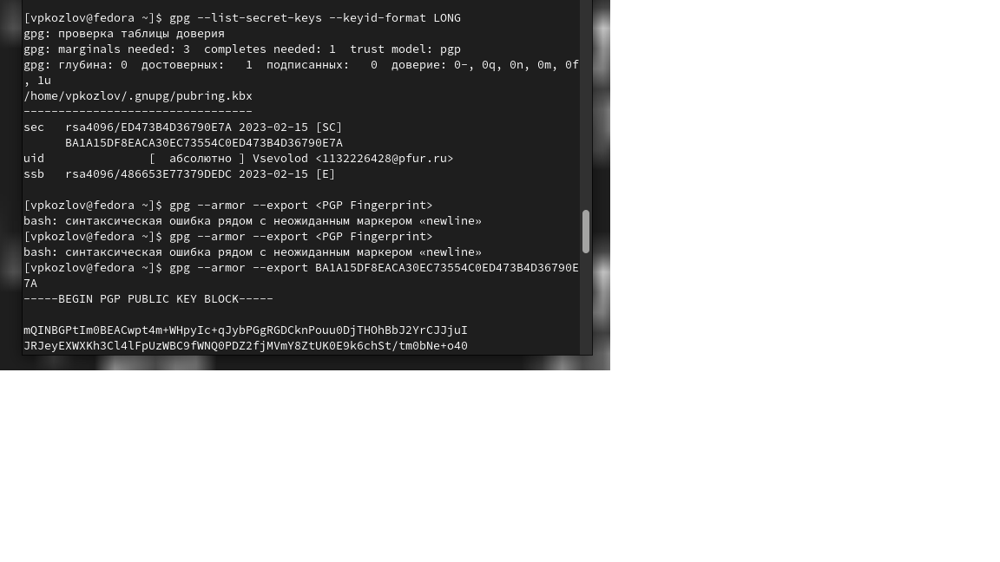 [vpkozlov@fedora ~]$ gpg --list-secret-keys --keyid-format LONG
gpg: проверка таблицы доверия
gpg: marginals needed: 3  completes needed: 1  trust model: pgp
gpg: глубина: 0  достоверных:   1  подписанных:   0  доверие: 0-, 0q, 0n, 0m, 0f
, 1u
/home/vpkozlov/.gnupg/pubring.kbx
---------------------------------
sec   rsa4096/ED473B4D36790E7A 2023-02-15 [SC]
      BA1A15DF8EACA30EC73554C0ED473B4D36790E7A
uid               [  абсолютно ] Vsevolod <1132226428@pfur.ru>
ssb   rsa4096/486653E77379DEDC 2023-02-15 [E]

[vpkozlov@fedora ~]$ gpg --armor --export <PGP Fingerprint>
bash: синтаксическая ошибка рядом с неожиданным маркером «newline»
[vpkozlov@fedora ~]$ gpg --armor --export <PGP Fingerprint>
bash: синтаксическая ошибка рядом с неожиданным маркером «newline»
[vpkozlov@fedora ~]$ gpg --armor --export BA1A15DF8EACA30EC73554C0ED473B4D36790E
7A
-----BEGIN PGP PUBLIC KEY BLOCK-----

mQINBGPtIm0BEACwpt4m+WHpyIc+qJybPGgRGDCknPouu0DjTHOhBbJ2YrCJJjuI
JRJeyEXWXKh3Cl4lFpUzWBC9fWNQ0PDZ2fjMVmY8ZtUK0E9k6chSt/tm0bNe+o40